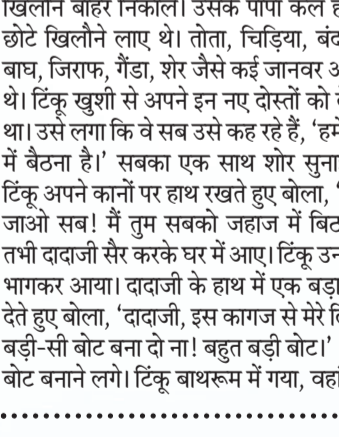 खिलौने बाहर निकाले। उसके पापा कल ही
छोटे खिलौने लाए थे। तोता, चिड़िया, बंद
बाघ, जिराफ, गैंडा, शेर जैसे कई जानवर
थे। टिंकू खुशी से अपने इन नए दोस्तों को
था। उसे लगा कि वे सब उसे कह रहे हैं, ‘हमें
में बैठना है।’ सबका एक साथ शोर सुना
टिंकू अपने कानों पर हाथ रखते हुए बोला, ‘
जाओ सब! मैं तुम सबको जहाज में बिठ
तभी दादाजी सैर करके घर में आए। टिंकू उन
भागकर आया। दादाजी के हाथ में एक बड़ा
देते हुए बोला, ‘दादाजी, इस कागज से मेरे
बड़ी-सी बोट बना दो ना! बहुत बड़ी बोट।’
बोट बनाने लगे। टिंकू बाथरूम में गया, वहां